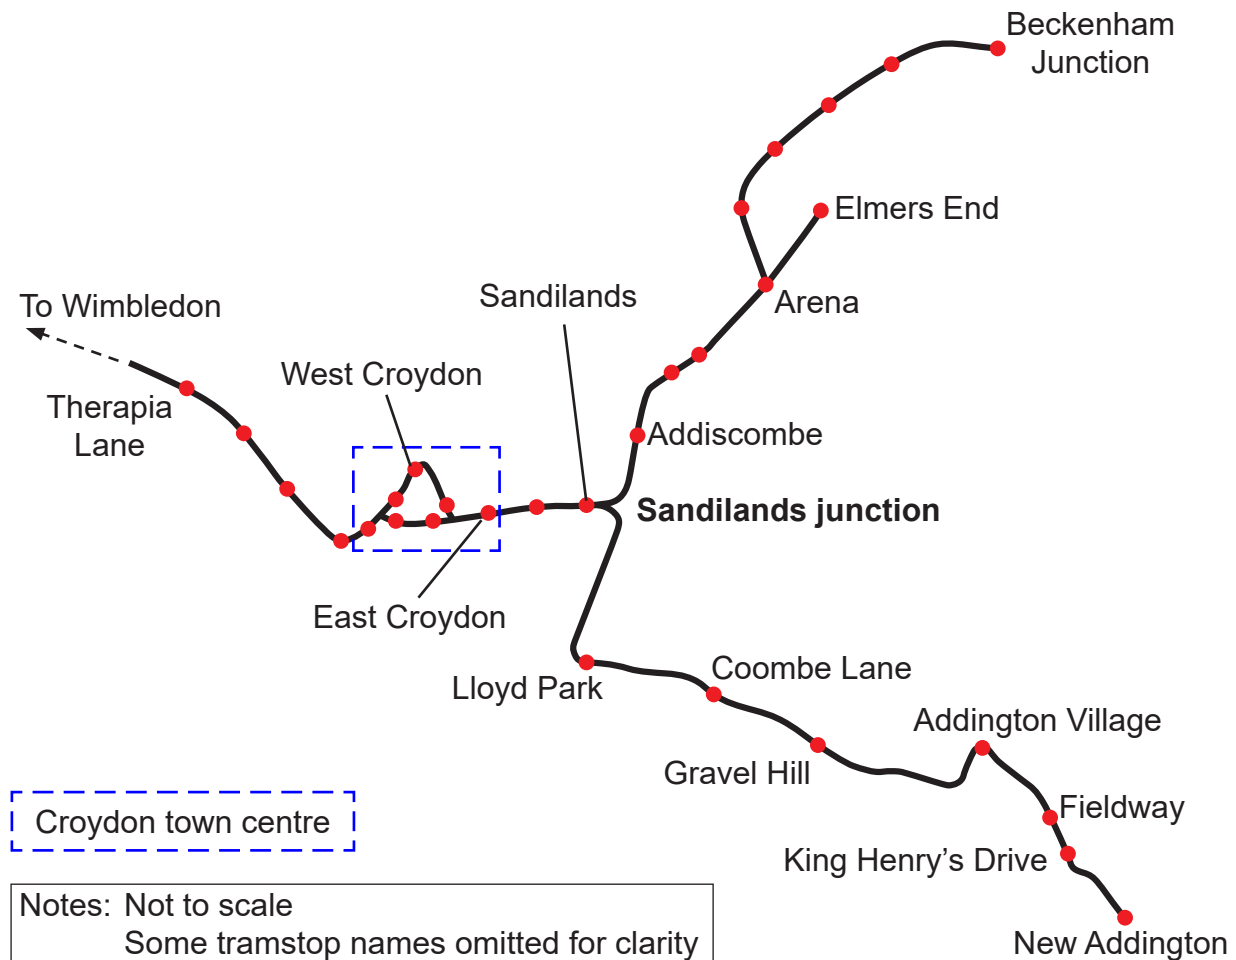 Beckenham
Junction
Elmers End
To Wimbledon
Sandilands
Arena
West Croydon
Therapia
Lane
Addiscombe
Sandilands junction
East Croydon
Lloyd Park
Coombe Lane
Addington Village
Gravel Hill
Croydon town centre
Fieldway
King Henry’s Drive
Notes: Not to scale
Some tramstop names omitted for clarity
New Addington